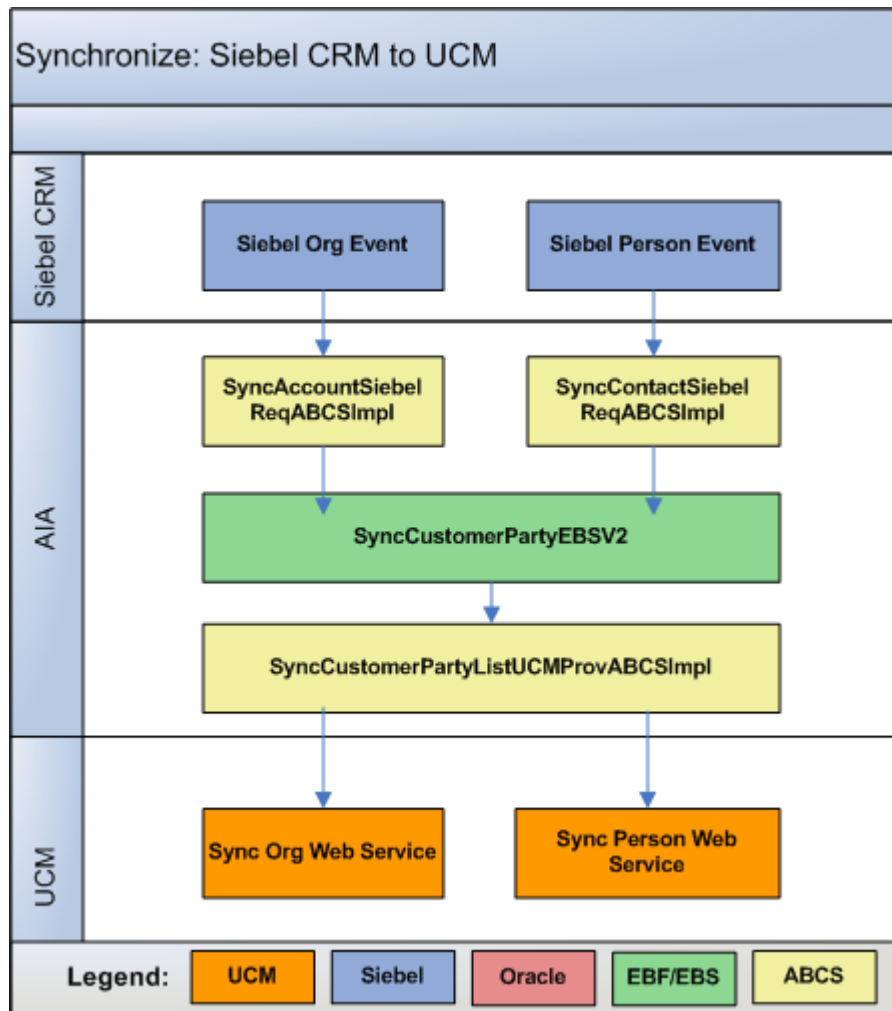 Synchronize: Siebel CRM to UCM
Siebel CRM
Siebel Org Event
Siebel Person Event
AIA
SyncAccountSiebel
ReqABCSImpl
SyncContactSiebel
ReqABCSImpl
SyncCustomerPartyEBSV2
SyncCustomerPartyListUCMProvABCSImpl
UCM
Sync Org Web Service
Sync Person Web
Service
Legend:
UCM
Siebel
Oracle
EBF/EBS
ABCS